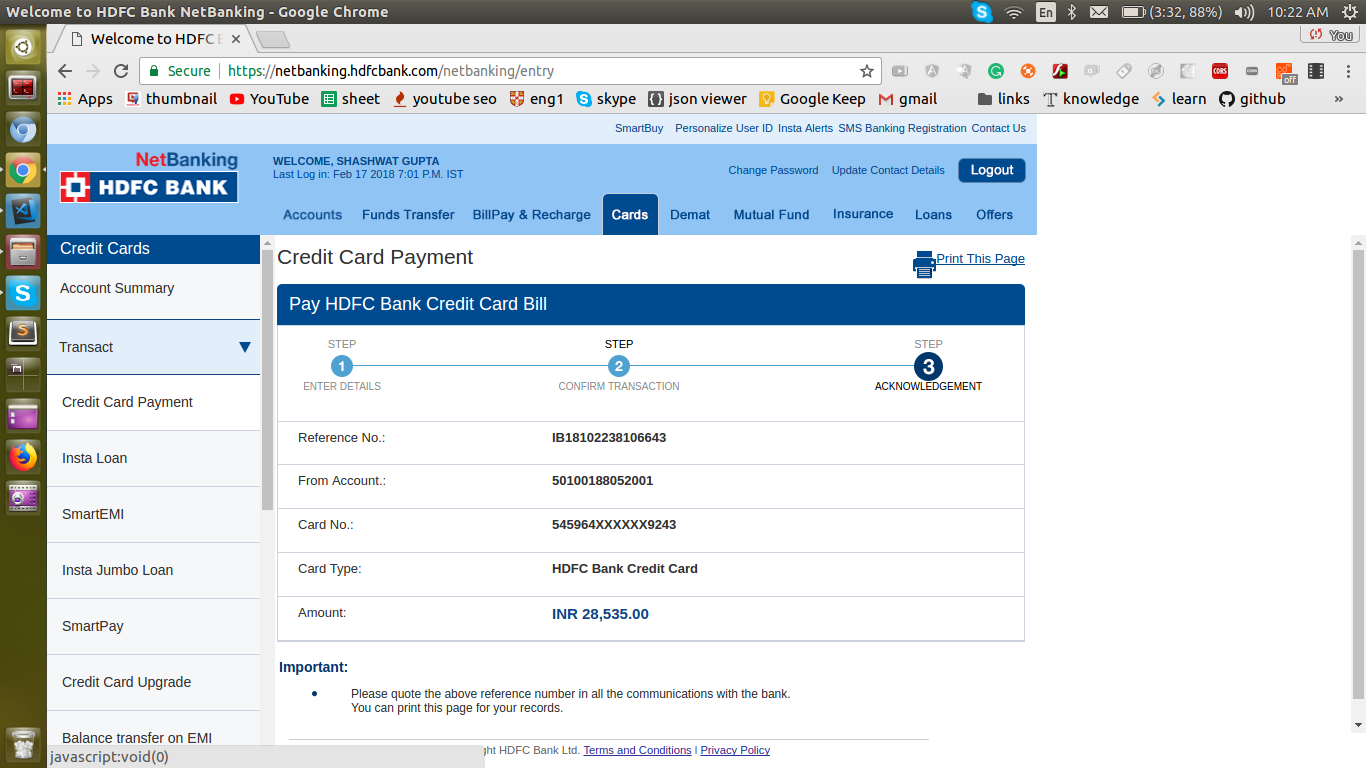 Welcome to HDFC Bank NetBanking - Google Chrome
En
(3:32, 88%)
10:22 AM
Welcome to HDFC
You
Secure
https://netbanking.hdfcbank.com/netbanking/entry
CORS
off
Apps
thumbnail
YouTube
sheet
youtube seo
eng1
skype
json viewer
Google Keep
gmail
links
knowledge
learn
github
»
SmartBuy Personalize User ID Insta Alerts SMS Banking Registration Contact Us
NetBanking
HDFC BANK
WELCOME, SHASHWAT GUPTA
Last Log in: Feb 17 2018 7:01 P.M. IST
Change Password Update Contact Details Logout
Accounts Funds Transfer BillPay & Recharge Cards Demat Mutual Fund Insurance Loans Offers
Credit Cards
Account Summary
Transact
Credit Card Payment
Insta Loan
SmartEMI
Insta Jumbo Loan
SmartPay
Credit Card Upgrade
Balance transfer on EMI
javascript:void(0)
Credit Card Payment
Print This Page
Pay HDFC Bank Credit Card Bill
STEP STEP STEP
1 2 3
ENTER DETAILS CONFIRM TRANSACTION ACKNOWLEDGEMENT
Reference No.: IB18102238106643
From Account.: 50100188052001
Card No.: 545964XXXXXX9243
Card Type: HDFC Bank Credit Card
Amount: INR 28,535.00
Important:
• Please quote the above reference number in all the communications with the bank.
You can print this page for your records.
ght HDFC Bank Ltd. Terms and Conditions | Privacy Policy